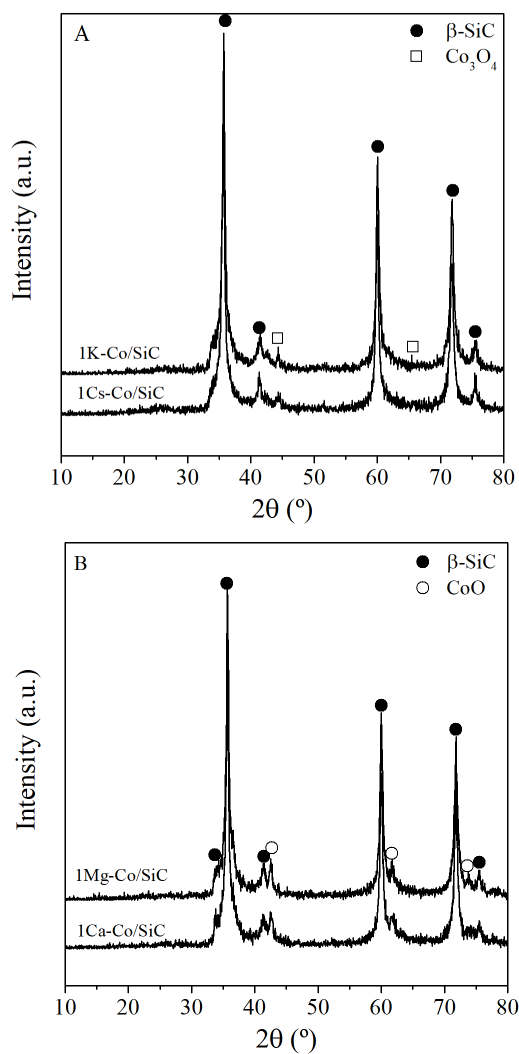 A
β-SiC
Co3O4
Intensity (a.u.)
1K-Co/SiC
1Cs-Co/SiC
10 20 30 40 50 60 70 80
2θ (º)
B
β-SiC
CoO
Intensity (a.u.)
1Mg-Co/SiC
1Ca-Co/SiC
10 20 30 40 50 60 70 80
2θ (º)